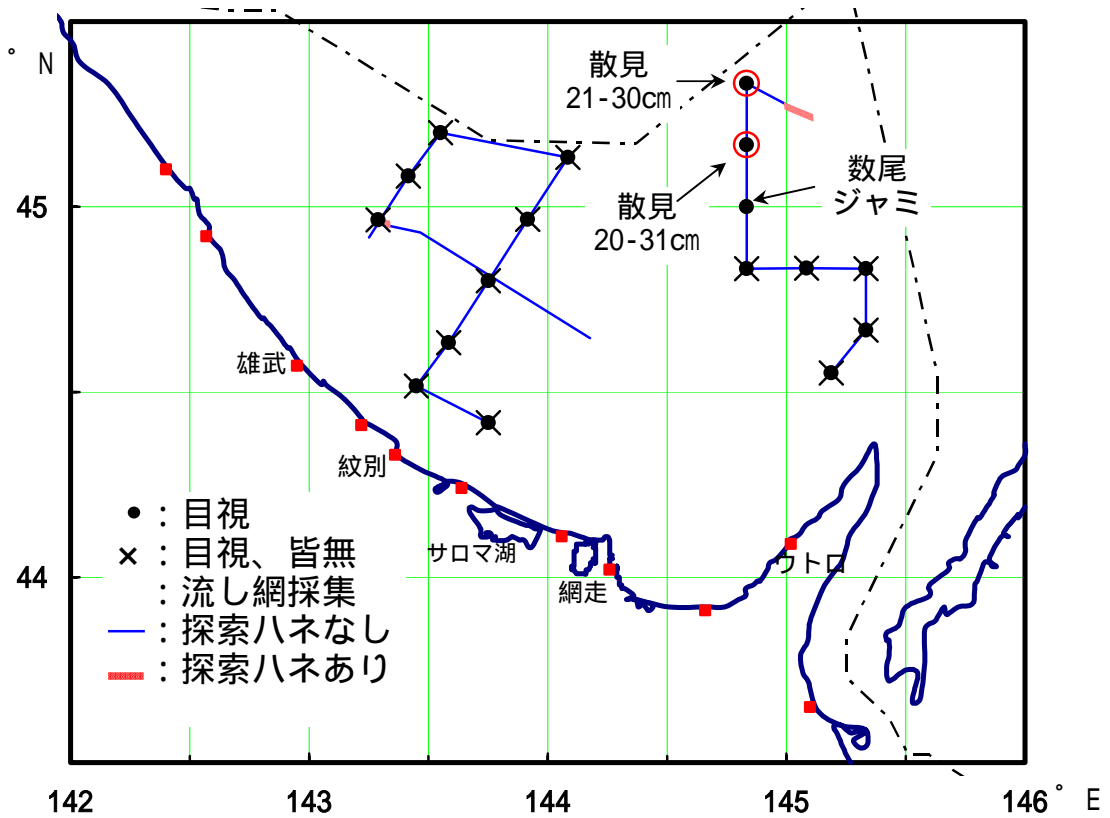 ° N
散見
21-30㎝
数尾
ジャミ
散見
20-31㎝
45
雄武
紋別
●：目視
×：目視、皆無
：流し網採集
：探索ハネなし
：探索ハネあり
サロマ湖
網走
ウトロ
44
142
143
144
145
146
° E